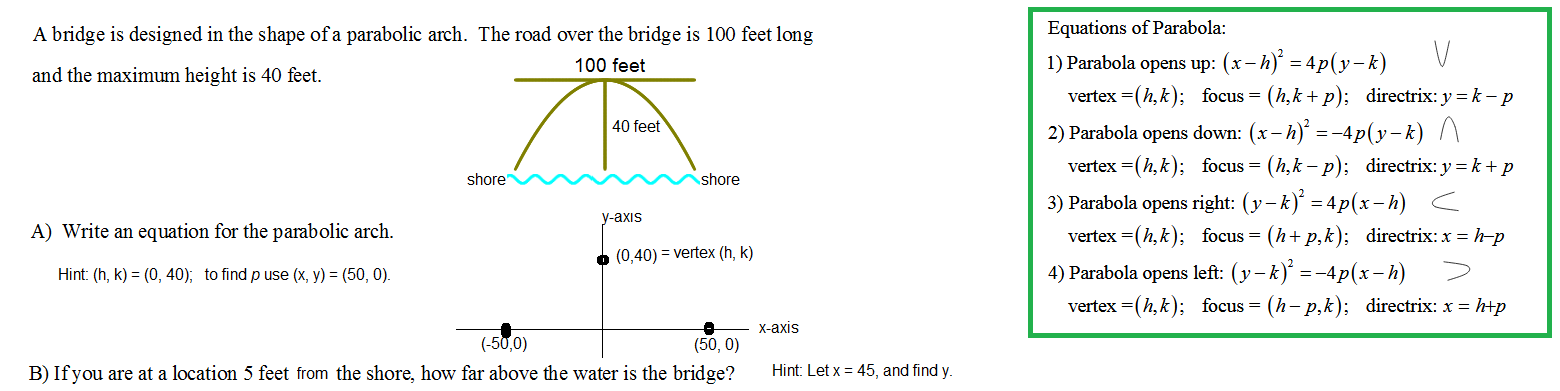 A bridge is designed in the shape of a parabolic arch. The road over the bridge is 100 feet long
and the maximum height is 40 feet.
100 feet
40 feet
shore
shore
A) Write an equation for the parabolic arch.
Hint: (h, k) = (0, 40); to find p use (x, y) = (50, 0).
y-axis
(0,40) = vertex (h, k)
x-axis
(-50,0)
(50, 0)
B) If you are at a location 5 feet from the shore, how far above the water is the bridge?
Hint: Let x = 45, and find y.
Equations of Parabola:
1) Parabola opens up: (x – h)² = 4p(y – k)
vertex = (h,k); focus = (h,k + p); directrix: y = k – p
2) Parabola opens down: (x – h)² = –4p(y – k)
vertex = (h,k); focus = (h,k – p); directrix: y = k + p
3) Parabola opens right: (y – k)² = 4p(x – h)
vertex = (h,k); focus = (h + p,k); directrix: x = h–p
4) Parabola opens left: (y – k)² = –4p(x – h)
vertex = (h,k); focus = (h – p,k); directrix: x = h+p